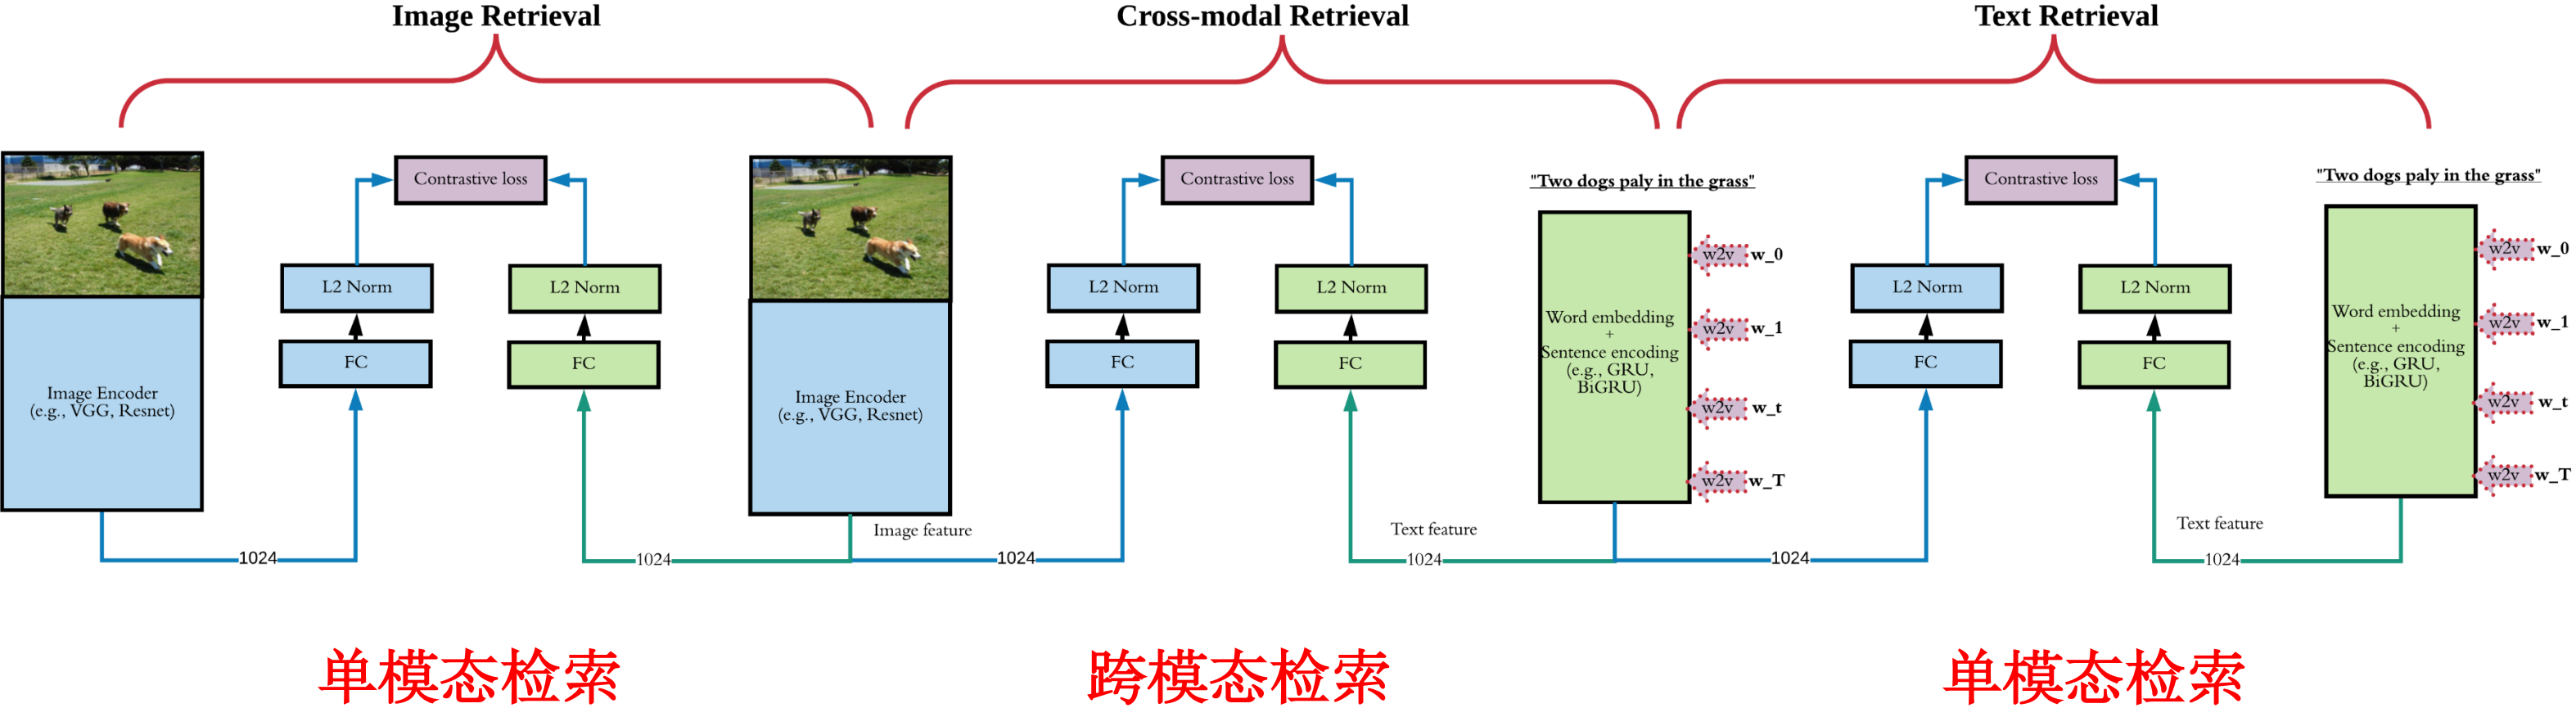 Image Retrieval
Cross-modal Retrieval
Text Retrieval
Contrastive loss
L2 Norm
L2 Norm
FC
FC
Image Encoder
(e.g., VGG, Resnet)
1024
1024
Image Encoder
(e.g., VGG, Resnet)
Image feature
1024
Contrastive loss
L2 Norm
L2 Norm
FC
FC
Text feature
1024
"Two dogs paly in the grass"
Word embedding
+
Sentence encoding
(e.g., GRU,
BiGRU)
w2v w_0
w2v w_1
w2v w_t
w2v w_T
1024
Contrastive loss
L2 Norm
L2 Norm
FC
FC
Text feature
1024
"Two dogs paly in the grass"
Word embedding
+
Sentence encoding
(e.g., GRU,
BiGRU)
w2v w_0
w2v w_1
w2v w_t
w2v w_T
单模态检索
跨模态检索
单模态检索